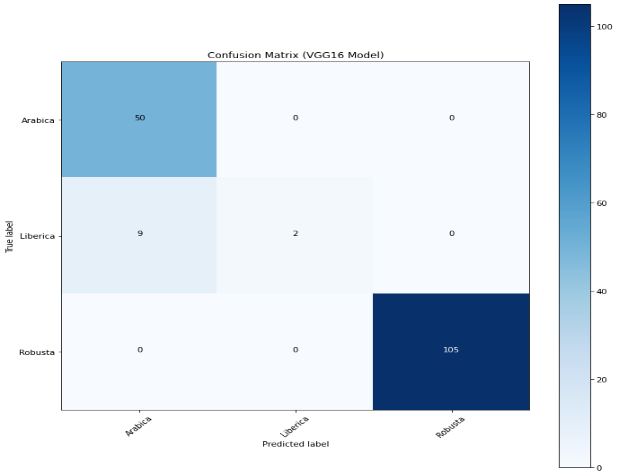 Confusion Matrix (VGG16 Model)
100
80
60
40
20
0
True label
Arabica
50 0 0
Liberica
9 2 0
Robusta
0 0 105
Arabica
Liberica
Robusta
Predicted label